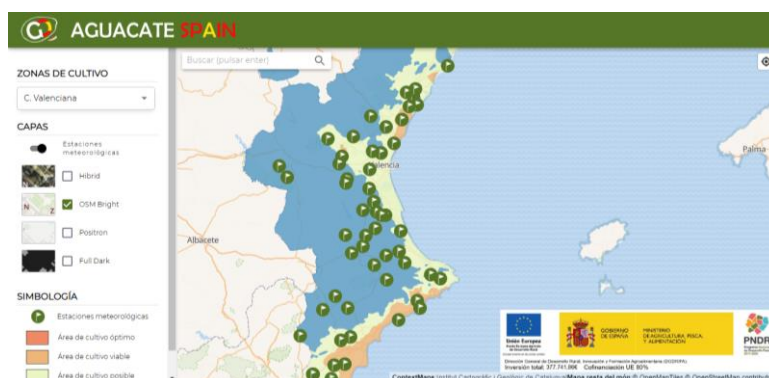 AGUACATE SPAIN
ZONAS DE CULTIVO
C. Valenciana
CAPAS
Estaciones
meteorológicas
Híbrid
OSM Bright
Positron
Full Dark
SIMBOLOGÍA
Estaciones meteorológicas
Área de cultivo óptimo
Área de cultivo viable
Área de cultivo posible
Buscar (pulsar enter)
Valencia
Albacete
Palma
Unión Europea
GOBIERNO
DE ESPAÑA
MINISTERIO
DE AGRICULTURA, PESCA,
Y ALIMENTACIÓN
PNDR
Inversión total: 377.741,86€ Cofinanciación UE 80%